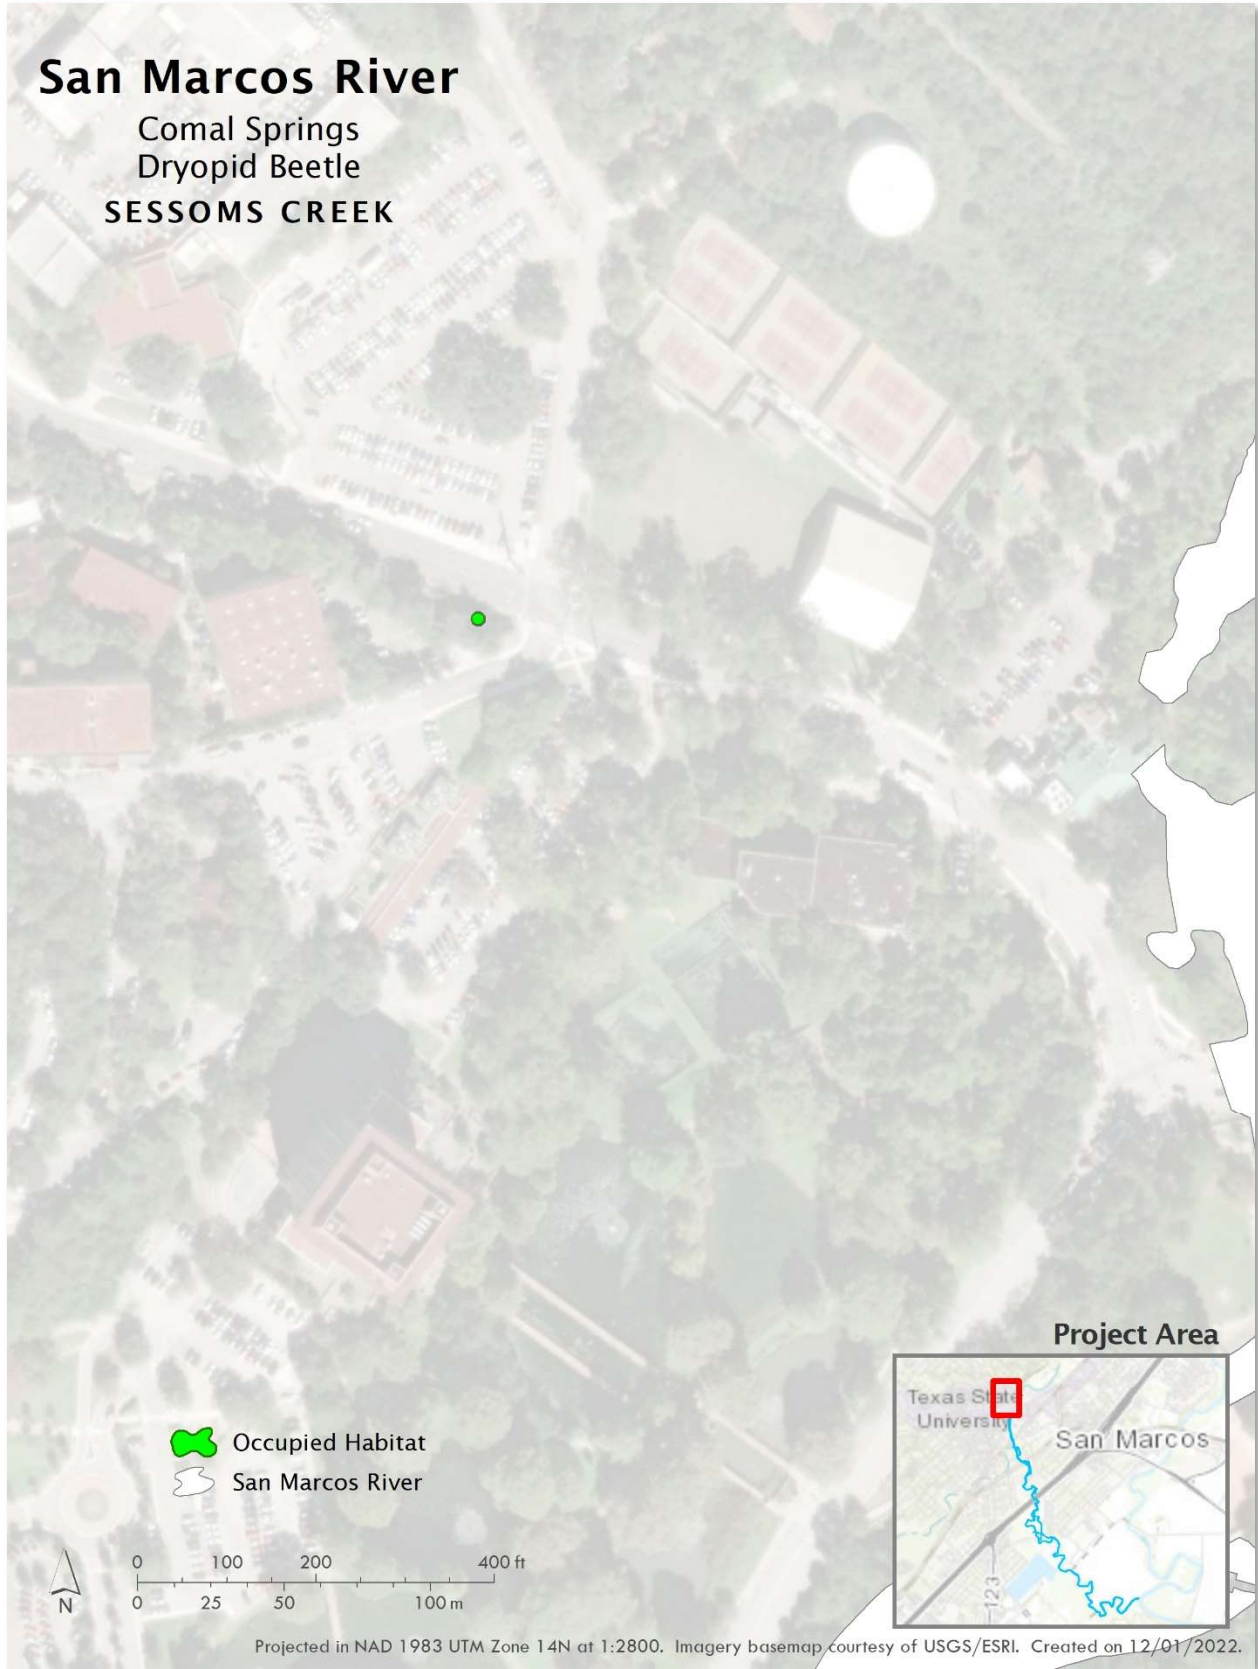 San Marcos River
Comal Springs
Dryopid Beetle
SESSOMS CREEK
Project Area
Texas State
University
San Marcos
123
Occupied Habitat
San Marcos River
0 100 200 400 ft
0 25 50 100 m
N
Projected in NAD 1983 UTM Zone 14N at 1:2800. Imagery basemap courtesy of USGS/ESRI. Created on 12/01/2022.